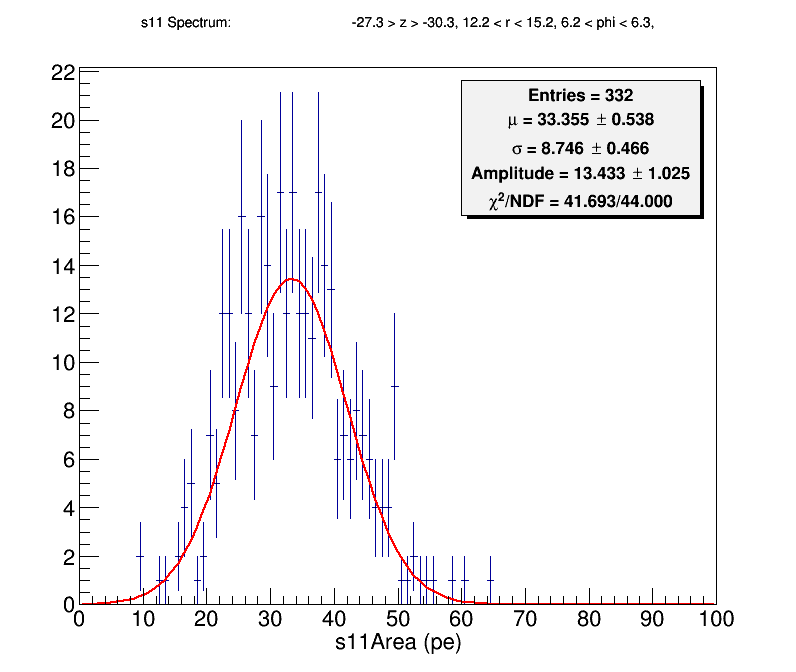 s11 Spectrum: -27.3 > z > -30.3, 12.2 < r < 15.2, 6.2 < phi < 6.3,
Entries = 332
μ = 33.355 ± 0.538
σ = 8.746 ± 0.466
Amplitude = 13.433 ± 1.025
χ²/NDF = 41.693/44.000
22
20
18
16
14
12
10
8
6
4
2
0
0 10 20 30 40 50 60 70 80 90 100
s11Area (pe)